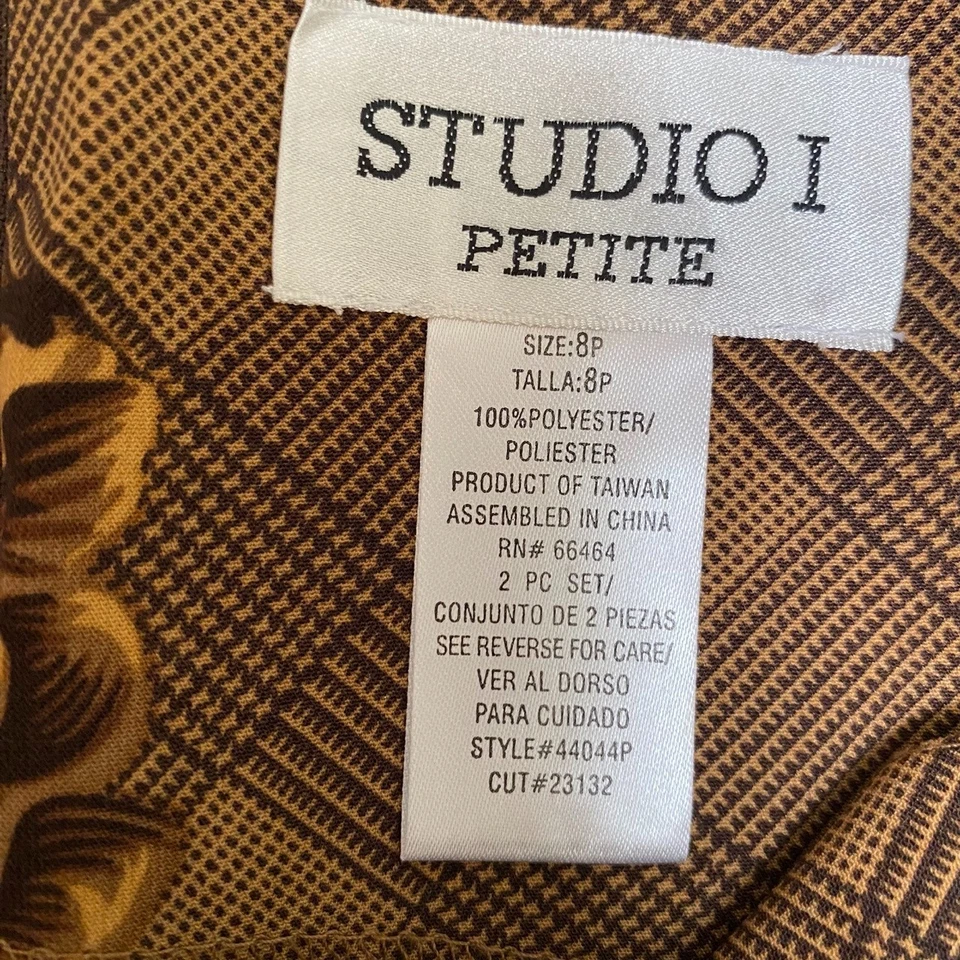 STUDIO I
PETITE
SIZE:8P
TALLA:8P
100%POLYESTER/
POLIESTER
PRODUCT OF TAIWAN
ASSEMBLED IN CHINA
RN# 66464
2 PC SET/
CONJUNTO DE 2 PIEZAS
SEE REVERSE FOR CARE/
VER AL DORSO
PARA CUIDADO
STYLE#44044P
CUT#23132